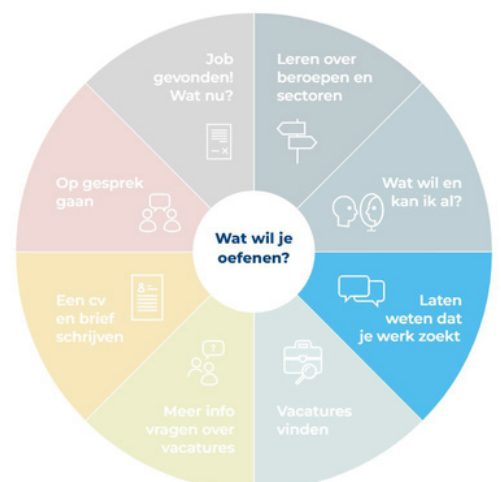 Job
gevonden!
Wat nu?
Leren over
beroepen en
sectoren
Op gesprek
gaan
Wat wil en
kan ik al?
Wat wil je
oefenen?
Een cv
en brief
schrijven
Laten
weten dat
je werk zoekt
Meer info
vragen over
vacatures
Vacatures
vinden